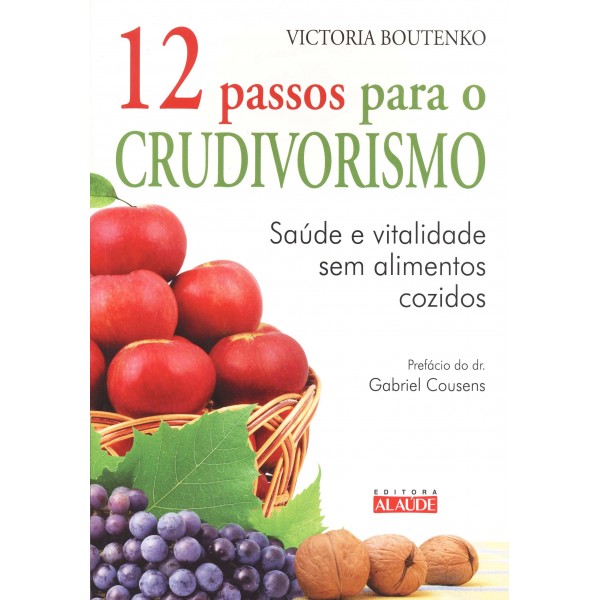 VICTORIA BOUTENKO
12 passos para o
CRUDIVORISMO
Saúde e vitalidade
sem alimentos
cozidos
Prefácio do dr.
Gabriel Cousens
EDITORA
ALAÚDE